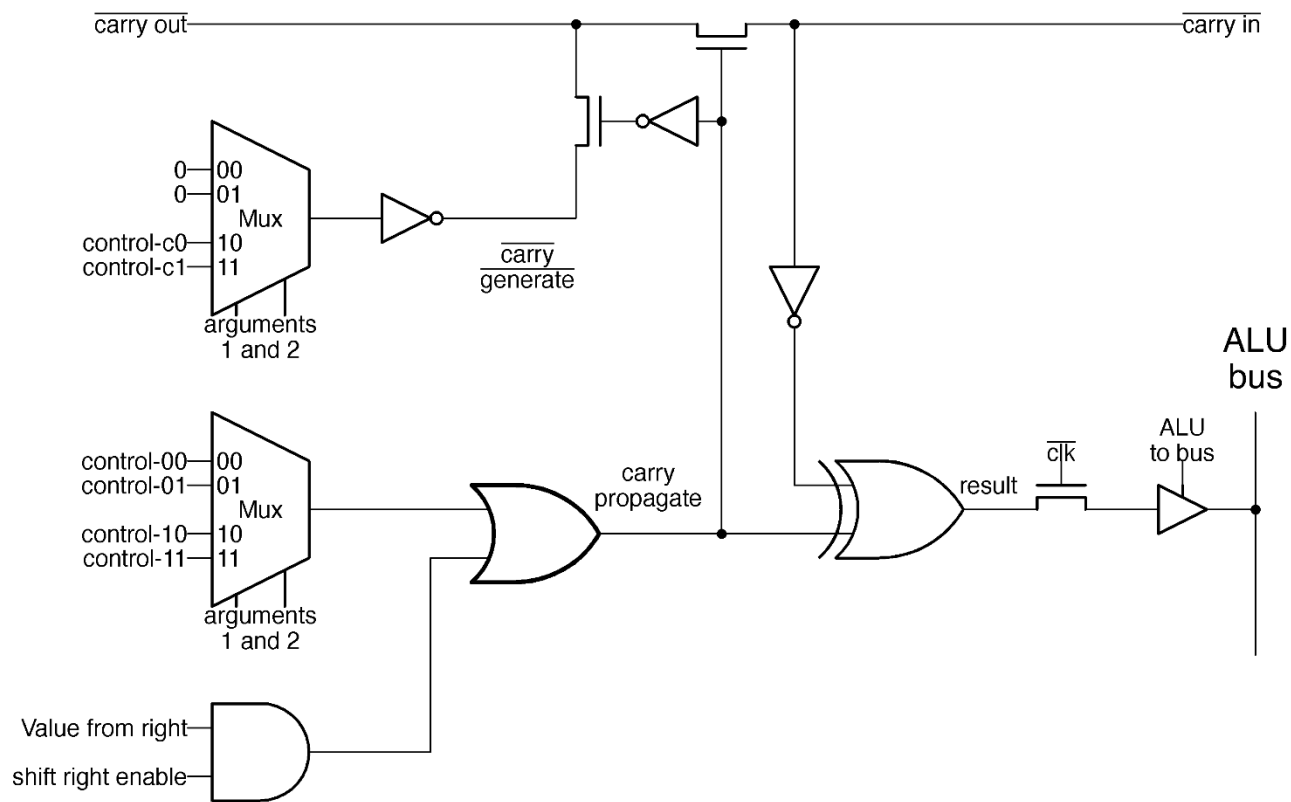 carry out
carry in
0 00
0 01
Mux
control-c0 10
control-c1 11
arguments
1 and 2
carry
generate
ALU
bus
control-00 00
control-01 01
Mux
control-10 10
control-11 11
arguments
1 and 2
carry
propagate
result
clk
ALU
to bus
Value from right
shift right enable